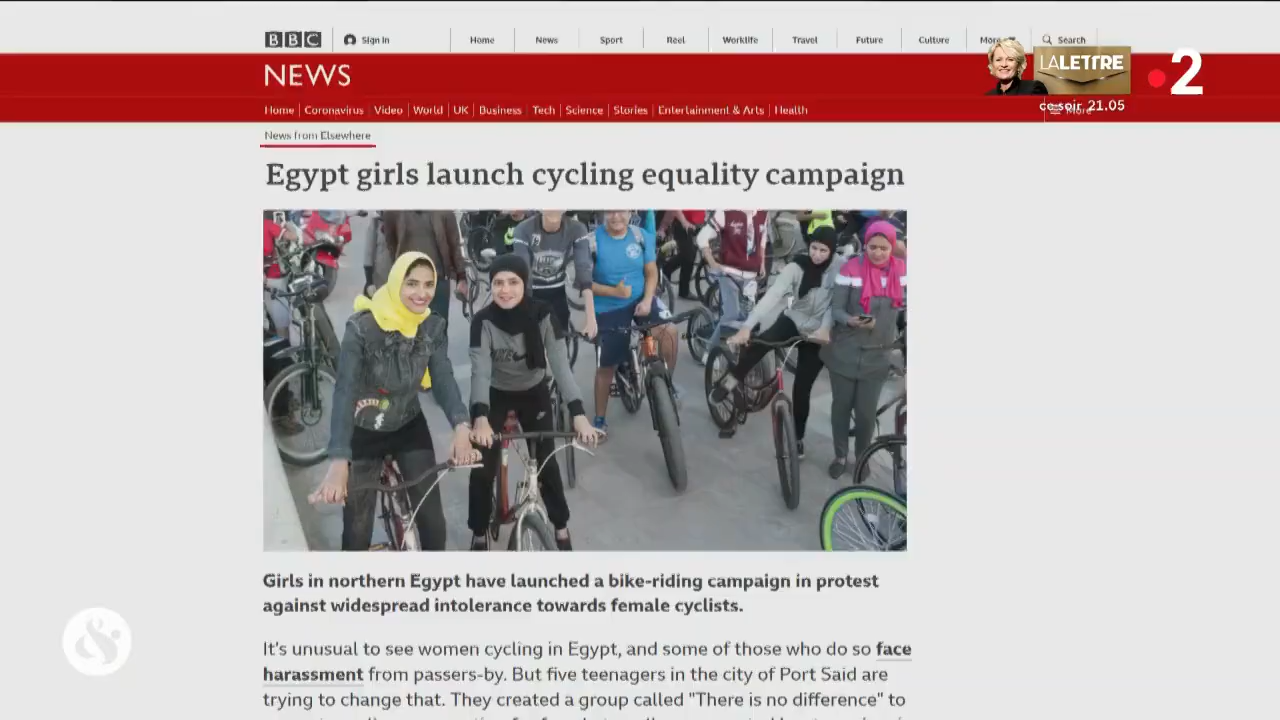 BBC
Sign in
Home
News
Sport
Reel
Worklife
Travel
Future
Culture
More
Search
NEWS
LA LETTRE
2
ce soir 21.05
Home
Coronavirus
Video
World
UK
Business
Tech
Science
Stories
Entertainment & Arts
Health
More
News from Elsewhere
Egypt girls launch cycling equality campaign
Girls in northern Egypt have launched a bike-riding campaign in protest
against widespread intolerance towards female cyclists.
It's unusual to see women cycling in Egypt, and some of those who do so face
harassment from passers-by. But five teenagers in the city of Port Said are
trying to change that. They created a group called "There is no difference" to
&